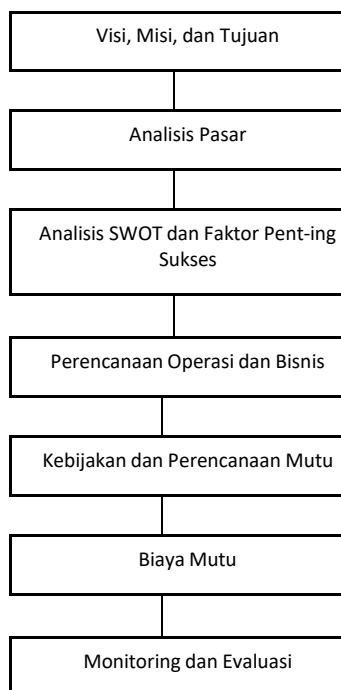 Visi, Misi, dan Tujuan
Analisis Pasar
Analisis SWOT dan Faktor Pent-ing
Sukses
Perencanaan Operasi dan Bisnis
Kebijakan dan Perencanaan Mutu
Biaya Mutu
Monitoring dan Evaluasi